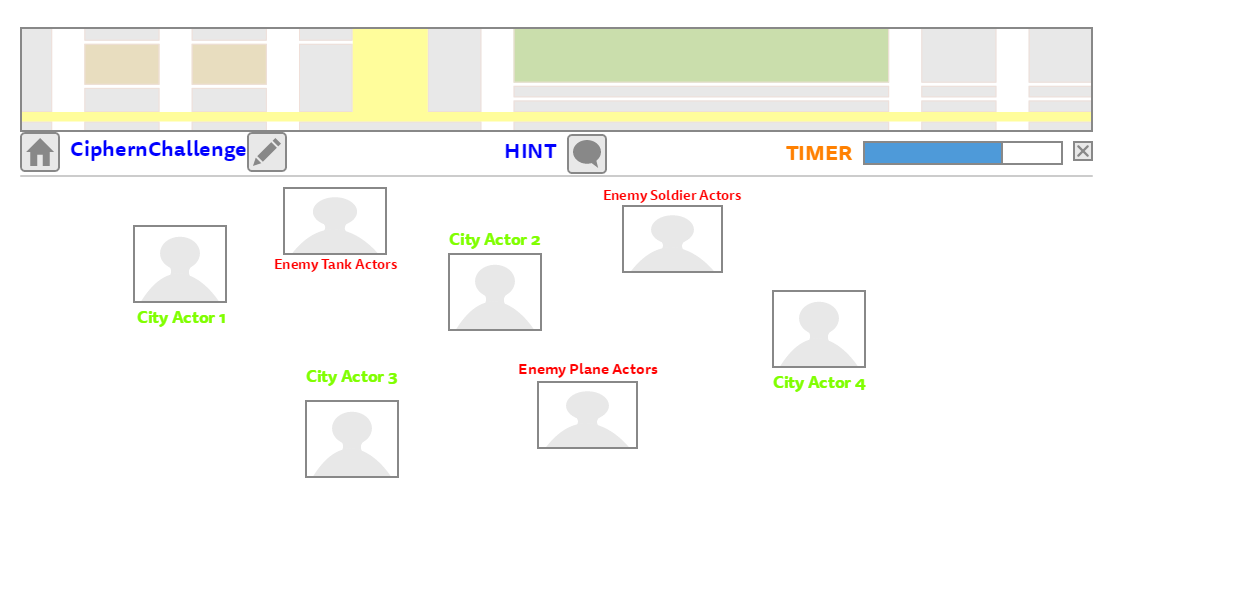 CiphernChallenge
HINT
TIMER
Enemy Soldier Actors
City Actor 2
Enemy Tank Actors
City Actor 1
Enemy Plane Actors
City Actor 3
City Actor 4